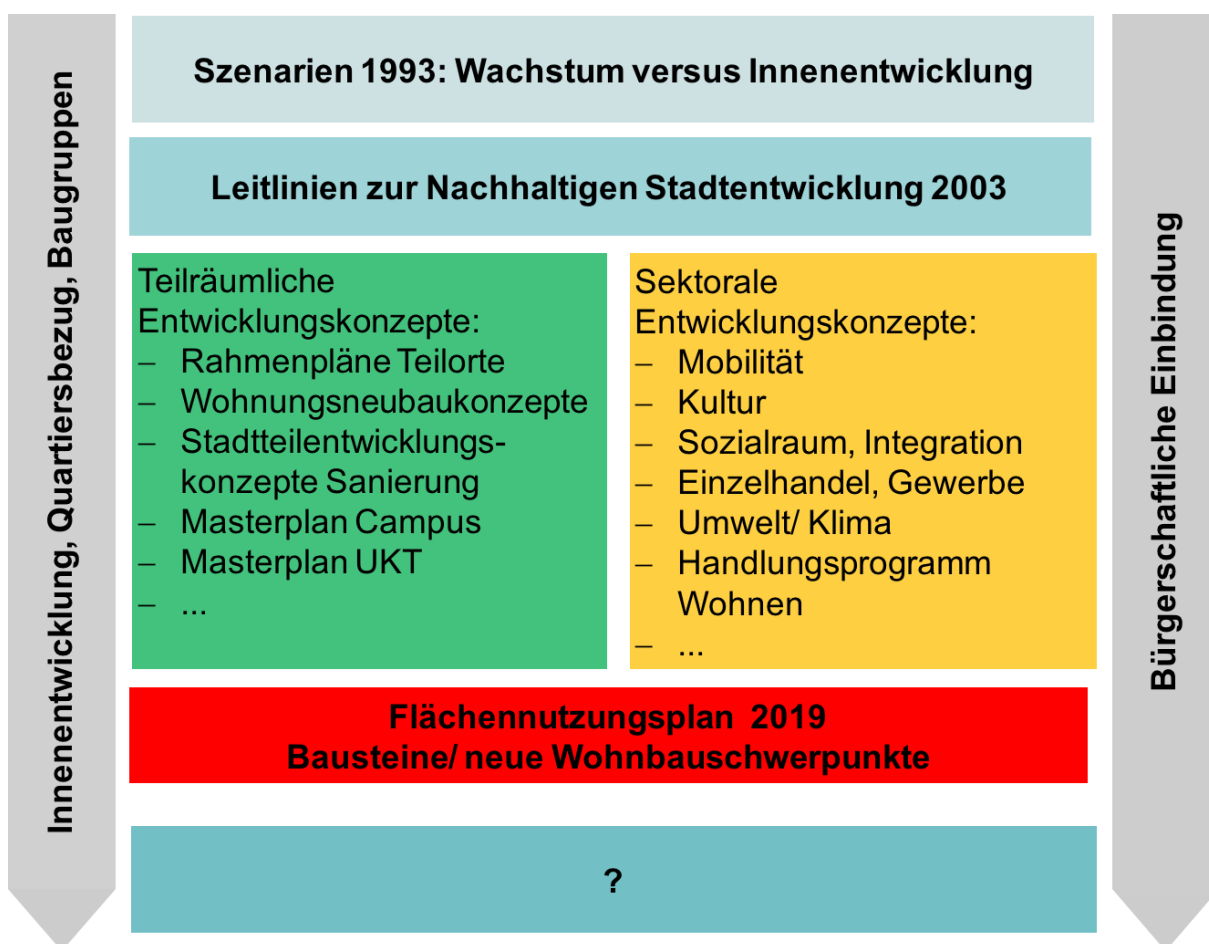 Innenentwicklung, Quartiersbezug, Baugruppen
Szenarien 1993: Wachstum versus Innenentwicklung
Leitlinien zur Nachhaltigen Stadtentwicklung 2003
Teilräumliche
Entwicklungskonzepte:
– Rahmenpläne Teilorte
– Wohnungsneubaukonzepte
– Stadtteilentwicklungs-
konzepte Sanierung
– Masterplan Campus
– Masterplan UKT
– ...
Sektorale
Entwicklungskonzepte:
– Mobilität
– Kultur
– Sozialraum, Integration
– Einzelhandel, Gewerbe
– Umwelt/ Klima
– Handlungsprogramm
Wohnen
– ...
Flächennutzungsplan 2019
Bausteine/ neue Wohnbauschwerpunkte
?
Bürgerschaftliche Einbindung